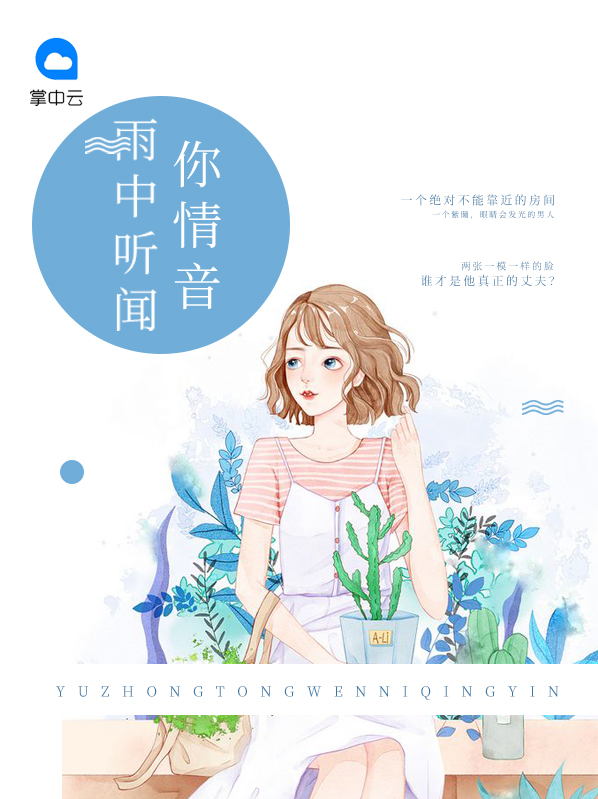 掌中云
雨中听闻
你情音
一个绝对不能靠近的房间
一个腼腆，眼睛会发光的男人
两张一模一样的脸
谁才是他真正的丈夫？
A-Li
YUZHONGTONGWENNIQINGYIN